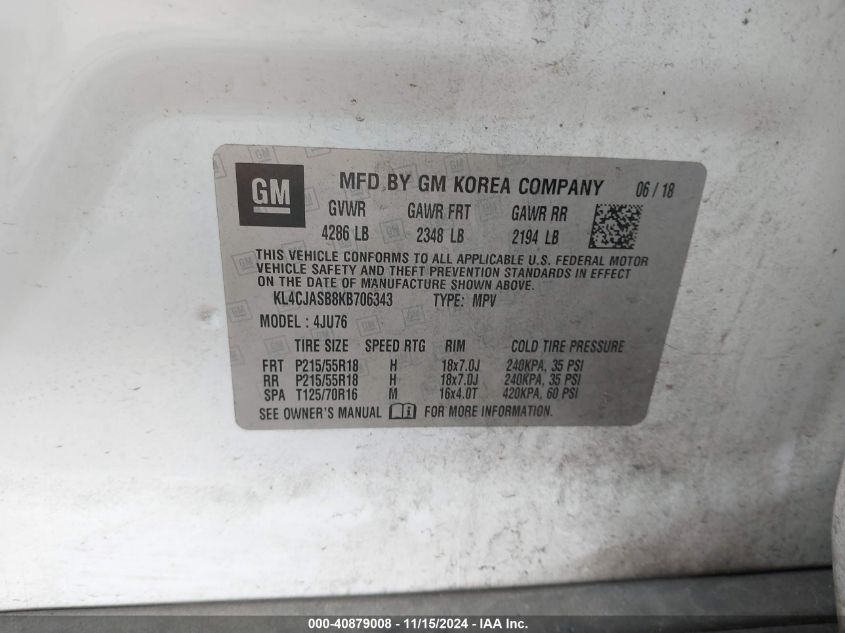 GM
MFD BY GM KOREA COMPANY 06 / 18
GVWR GAWR FRT GAWR RR
4286 LB 2348 LB 2194 LB
THIS VEHICLE CONFORMS TO ALL APPLICABLE U.S. FEDERAL MOTOR
VEHICLE SAFETY AND THEFT PREVENTION STANDARDS IN EFFECT
ON THE DATE OF MANUFACTURE SHOWN ABOVE.
KL4CJASB8KB706343 TYPE: MPV
MODEL : 4JU76
TIRE SIZE SPEED RTG RIM COLD TIRE PRESSURE
FRT P215/55R18 H 18x7.0J 240KPA, 35 PSI
RR P215/55R18 H 18x7.0J 240KPA, 35 PSI
SPA T125/70R16 M 16x4.0T 420KPA, 60 PSI
SEE OWNER'S MANUAL FOR MORE INFORMATION.
000-40879008 - 11/15/2024 - IAA Inc.